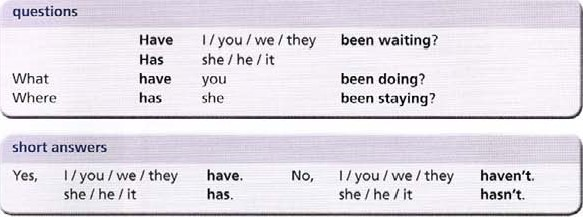 questions
Have I / you / we / they been waiting?
Has she / he / it
What have you been doing?
Where has she been staying?
short answers
Yes, I / you / we / they have. No, I / you / we / they haven't.
she / he / it has. she / he / it hasn't.